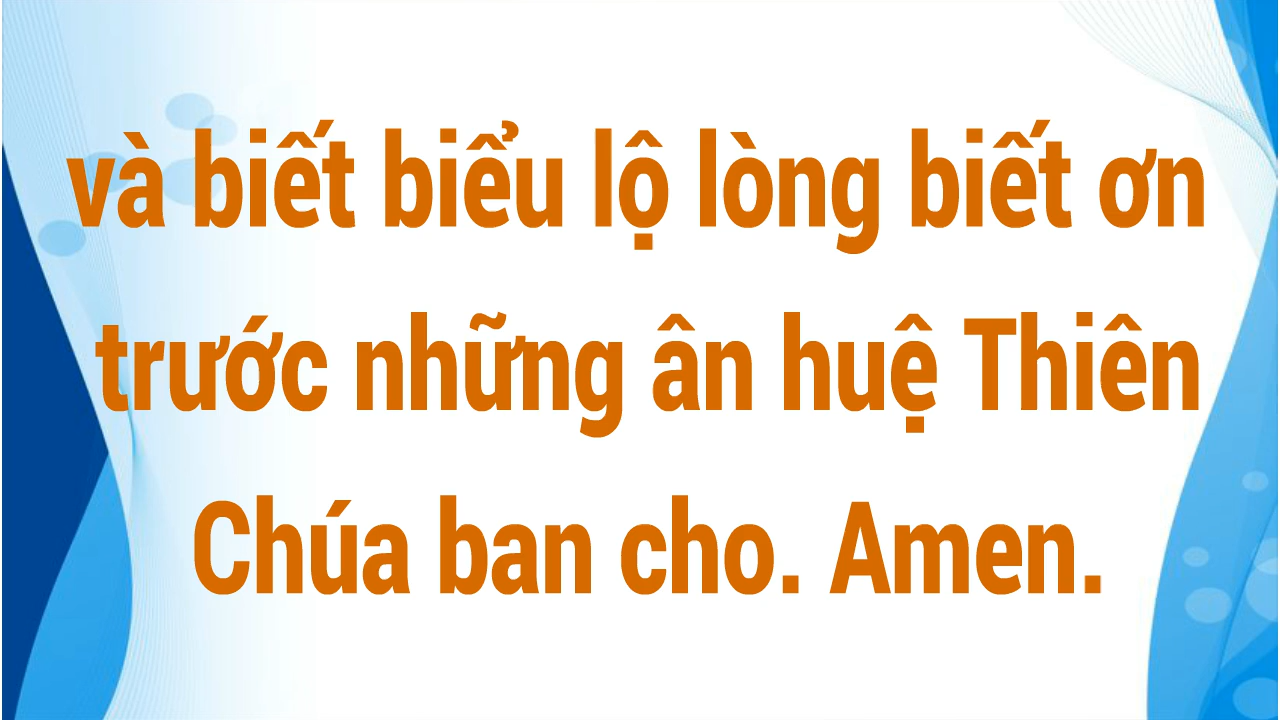 và biết biểu lộ lòng biết ơn
trước những ân huệ Thiên
Chúa ban cho. Amen.